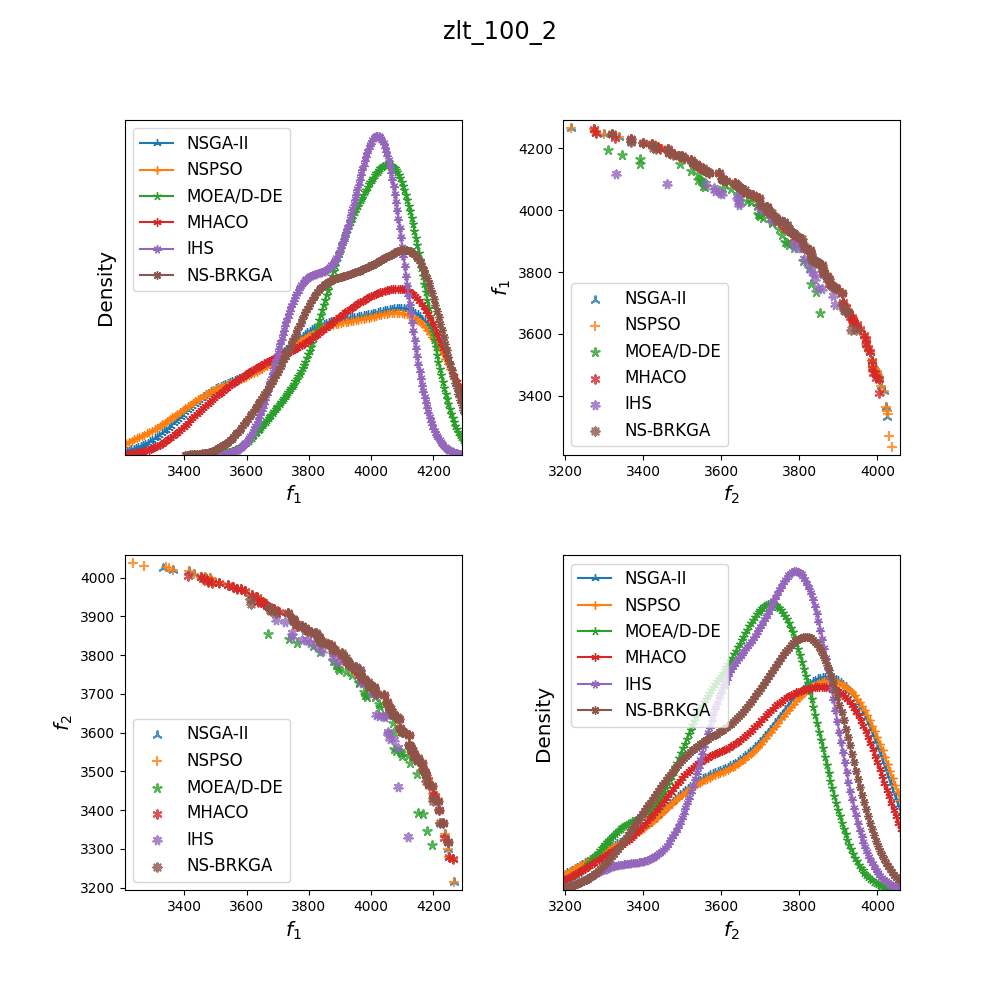 zlt_100_2
NSGA-II
NSPSO
MOEA/D-DE
MHACO
IHS
NS-BRKGA
Density
3400 3600 3800 4000 4200
f1
4200
4000
3800
3600
3400
f1
NSGA-II
NSPSO
MOEA/D-DE
MHACO
IHS
NS-BRKGA
3200 3400 3600 3800 4000
f2
4000
3900
3800
3700
3600
3500
3400
3300
3200
f2
NSGA-II
NSPSO
MOEA/D-DE
MHACO
IHS
NS-BRKGA
3400 3600 3800 4000 4200
f1
NSGA-II
NSPSO
MOEA/D-DE
MHACO
IHS
NS-BRKGA
Density
3200 3400 3600 3800 4000
f2